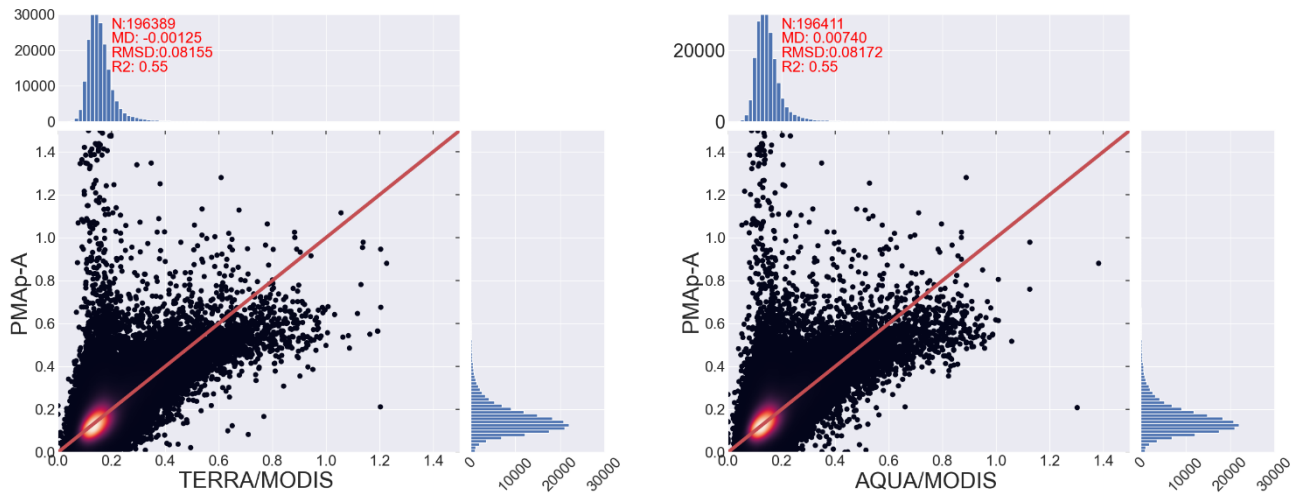 30000
20000
10000
0
N:196389
MD: -0.00125
RMSD:0.08155
R2: 0.55
1.4
1.2
1.0
0.8
0.6
0.4
0.2
0.0
PMAp-A
0.0 0.2 0.4 0.6 0.8 1.0 1.2 1.4
TERRA/MODIS
0 10000 20000 30000
20000
0
N:196411
MD: 0.00740
RMSD:0.08172
R2: 0.55
1.4
1.2
1.0
0.8
0.6
0.4
0.2
0.0
PMAp-A
0.0 0.2 0.4 0.6 0.8 1.0 1.2 1.4
AQUA/MODIS
0 10000 20000 30000